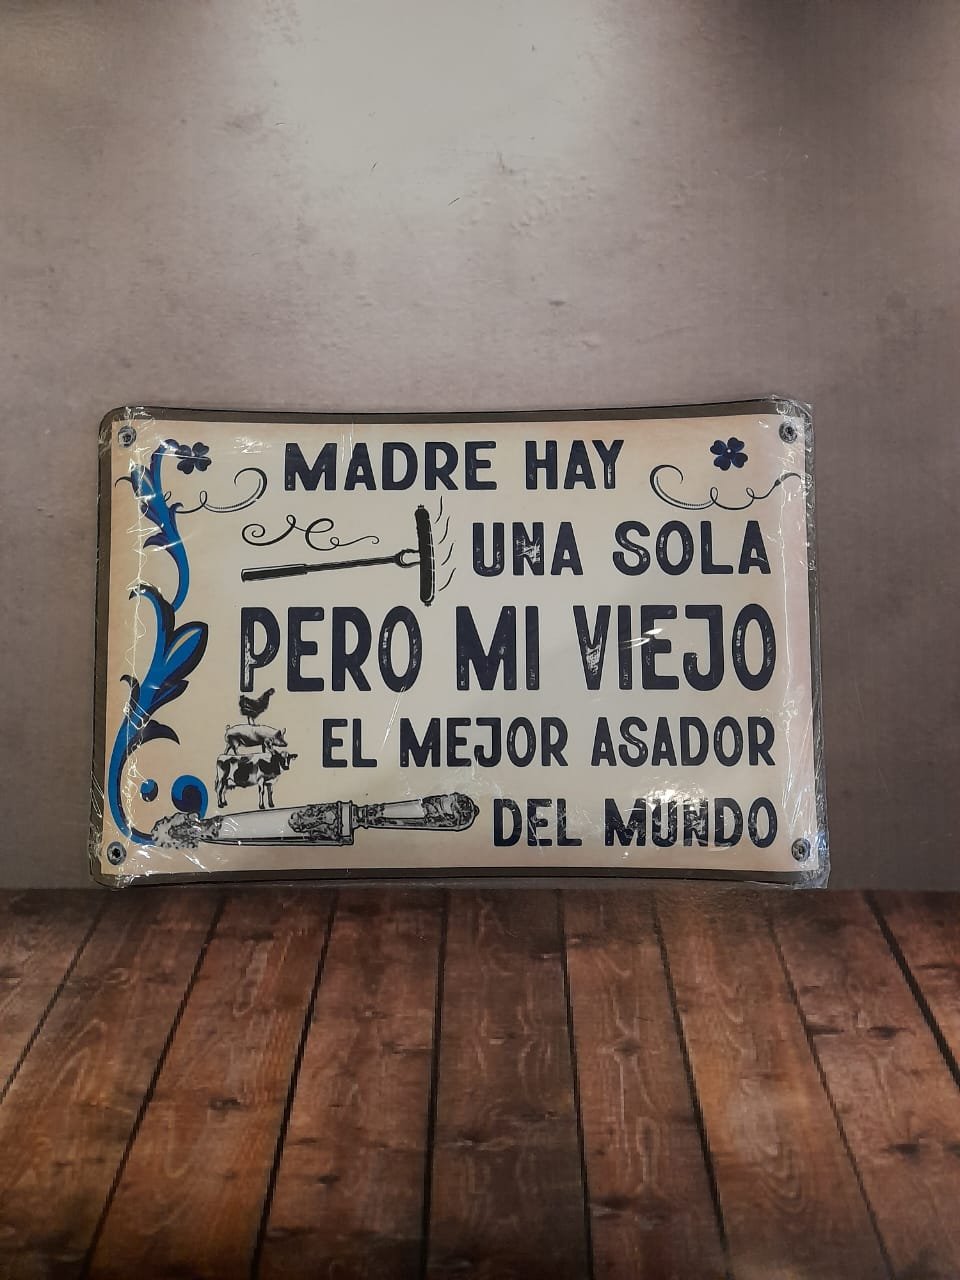 MADRE HAY
UNA SOLA
PERO MI VIEJO
EL MEJOR ASADOR
DEL MUNDO